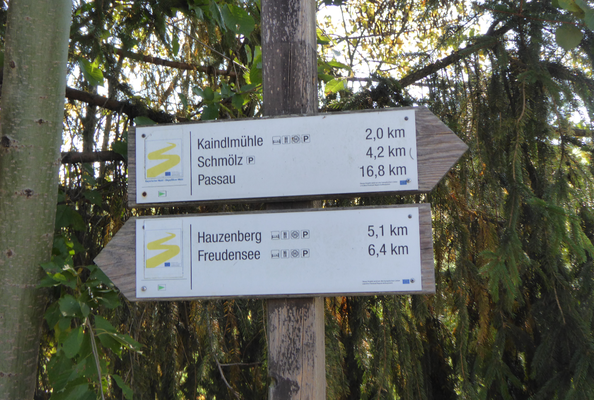 Kaindlmühle P 2,0 km
Schmölz P 4,2 km
Passau 16,8 km
Hauzenberg P 5,1 km
Freudensee P 6,4 km